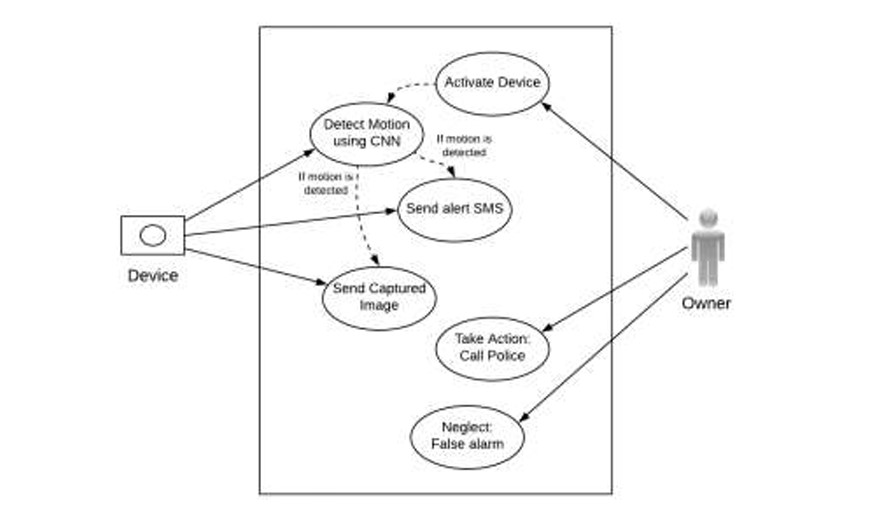 Activate Device
Detect Motion
using CNN
If motion is
detected
If motion is
detected
Send alert SMS
Device
Send Captured
Image
Owner
Take Action:
Call Police
Neglect:
False alarm